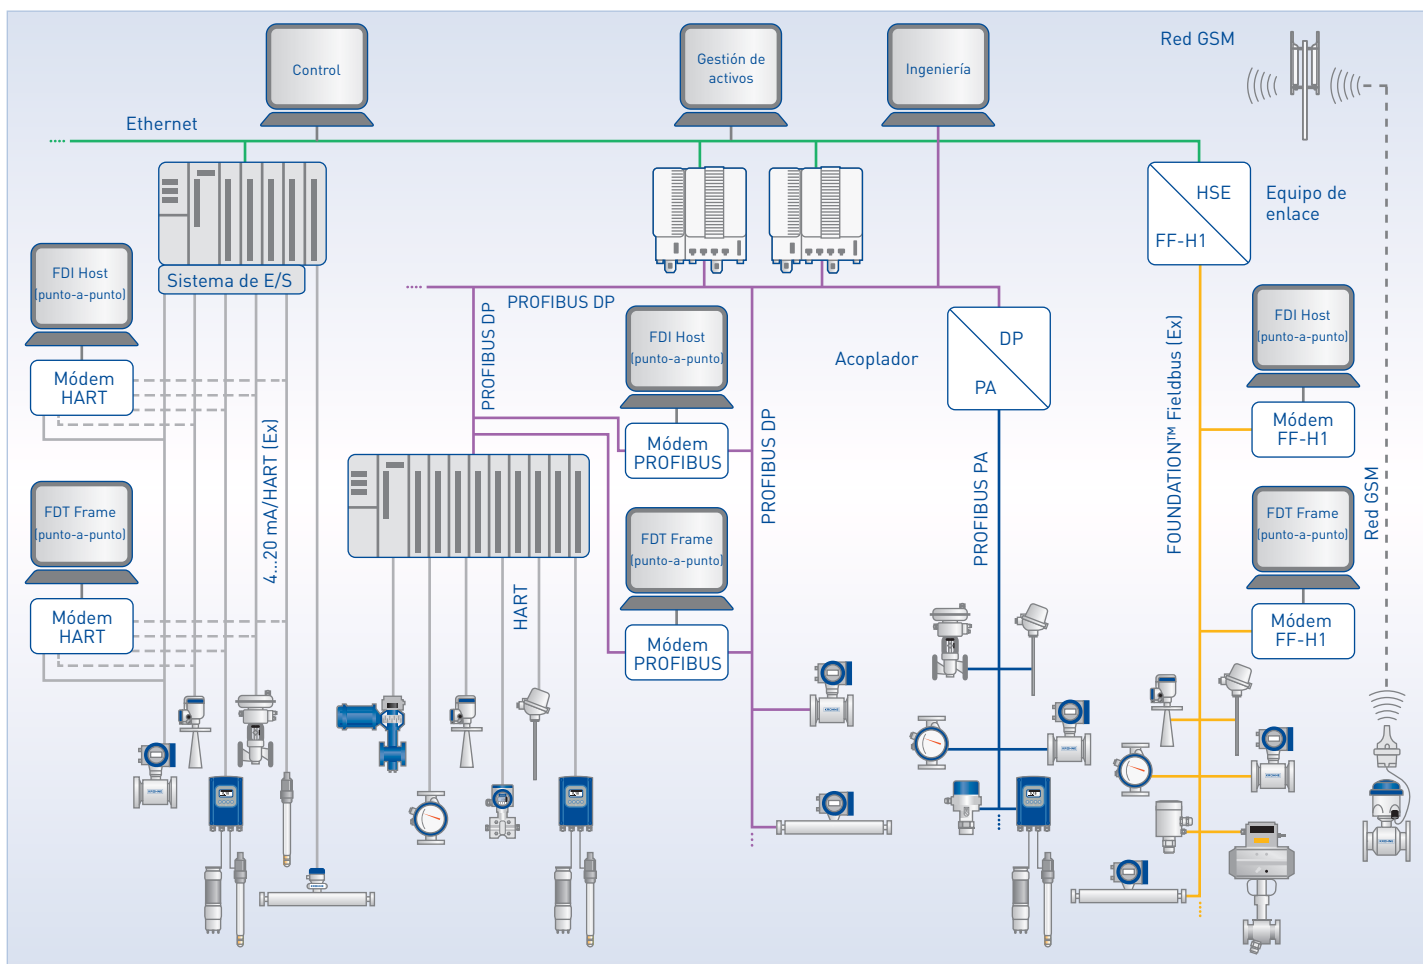 Control
Gestión de
activos
Ingeniería
Red GSM
Ethernet
HSE
FF-H1
Equipo de
enlace
Sistema de E/S
FDI Host
(punto-a-punto)
Módem
HART
FDT Frame
(punto-a-punto)
Módem
HART
4...20 mA/HART (Ex)
PROFIBUS DP
PROFIBUS DP
HART
FDI Host
(punto-a-punto)
Módem
PROFIBUS
FDT Frame
(punto-a-punto)
Módem
PROFIBUS
PROFIBUS DP
Acoplador
DP
PA
PROFIBUS PA
FOUNDATION™ Fieldbus (Ex)
FDI Host
(punto-a-punto)
Módem
FF-H1
FDT Frame
(punto-a-punto)
Módem
FF-H1
Red GSM
KROHNE
KROHNE
KROHNE
KROHNE